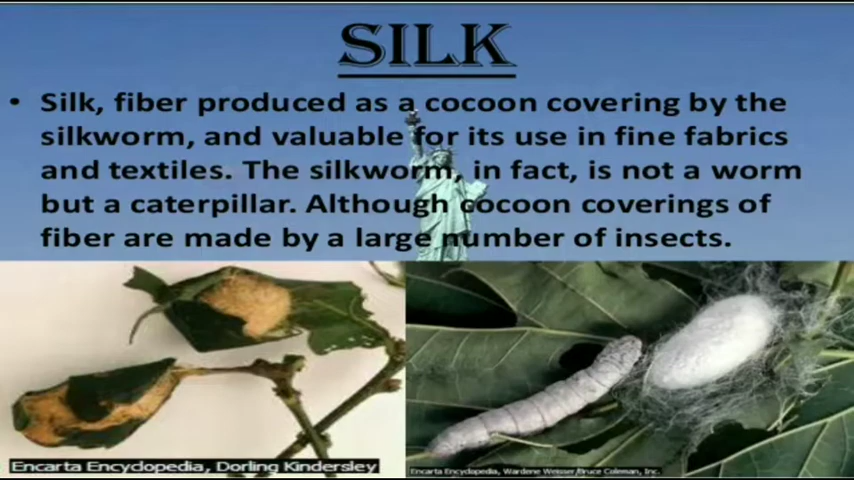 SILK
• Silk, fiber produced as a cocoon covering by the
silkworm, and valuable for its use in fine fabrics
and textiles. The silkworm, in fact, is not a worm
but a caterpillar. Although cocoon coverings of
fiber are made by a large number of insects.
Encarta Encyclopedia, Dorling Kindersley
Encarta Encyclopedia, Wardene Weisser/Bruce Coleman, Inc.